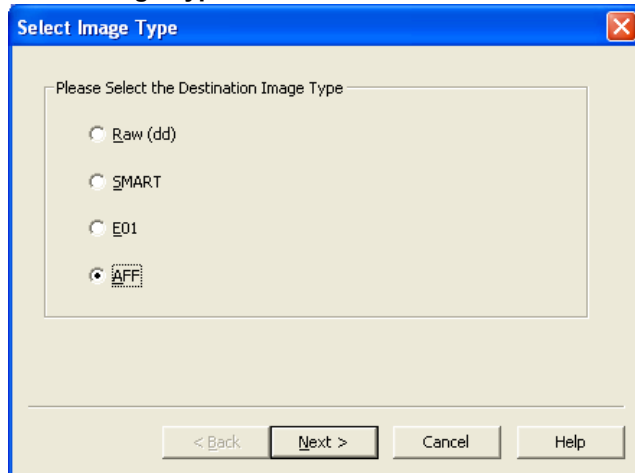 Select Image Type
Please Select the Destination Image Type
Raw (dd)
SMART
E01
AFF
< Back Next > Cancel Help